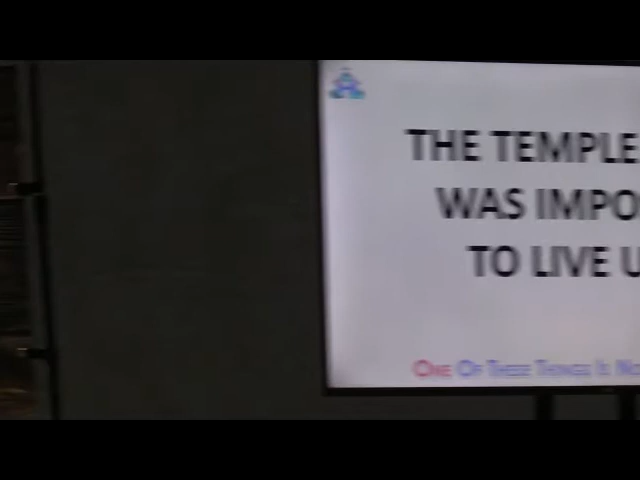 THE TEMPLE
WAS IMPO
TO LIVE U
ONE OF THESE THINGS IS NO